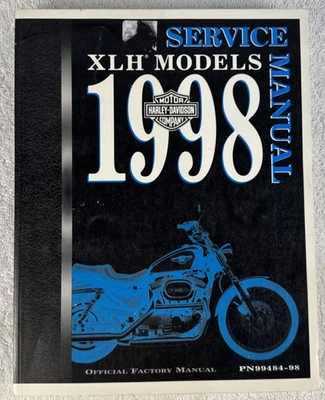 SERVICE
MANUAL
XLH® MODELS
1998
MOTOR
HARLEY-DAVIDSON
COMPANY
OFFICIAL FACTORY MANUAL
PN99484-98